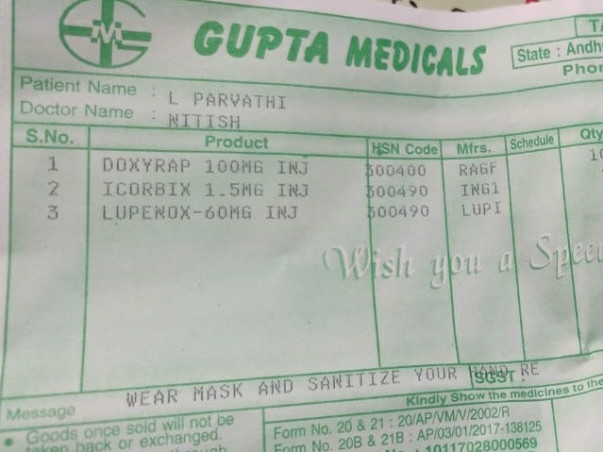 M
GUPTA MEDICALS
State : Andh
Phon
Patient Name : L PARVATHI
Doctor Name : NITISH
S.No. Product HSN Code Mfrs. Schedule Qty
1 DOXYRAP 100MG INJ 300400 RAGF 10
2 ICORBIX 1.5MG INJ 300490 ING1
3 LUPENOX-60MG INJ 300490 LUPI
Wish you a Spee
WEAR MASK AND SANITIZE YOUR HAND RE
SGST :
Message
Kindly Show the medicines to the
• Goods once sold will not be
taken back or exchanged.
Form No. 20 & 21 : 20/AP/VM/V/2002/R
Form No. 20B & 21B : AP/03/01/2017-138125
: 10117028000569